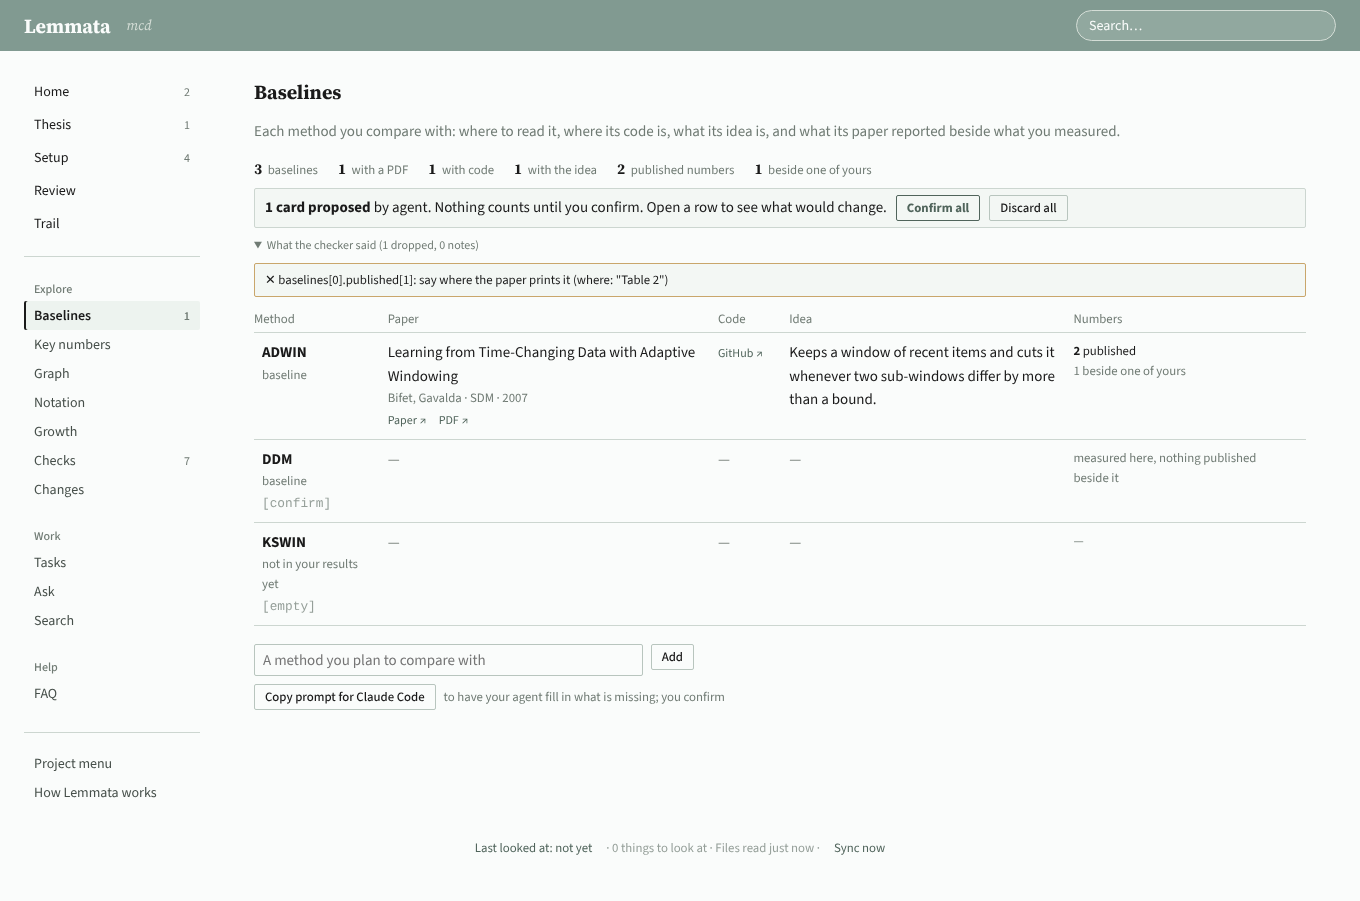 Lemmata mcd
Search…
Home 2
Thesis 1
Setup 4
Review
Trail
Explore
Baselines 1
Key numbers
Graph
Notation
Growth
Checks 7
Changes
Work
Tasks
Ask
Search
Help
FAQ
Project menu
How Lemmata works
Baselines
Each method you compare with: where to read it, where its code is, what its idea is, and what its paper reported beside what you measured.
3 baselines 1 with a PDF 1 with code 1 with the idea 2 published numbers 1 beside one of yours
1 card proposed by agent. Nothing counts until you confirm. Open a row to see what would change. Confirm all Discard all
▼ What the checker said (1 dropped, 0 notes)
✕ baselines[0].published[1]: say where the paper prints it (where: "Table 2")
Method Paper Code Idea Numbers
ADWIN
baseline
Learning from Time-Changing Data with Adaptive
Windowing
Bifet, Gavalda · SDM · 2007
Paper ↗ PDF ↗
GitHub ↗
Keeps a window of recent items and cuts it
whenever two sub-windows differ by more
than a bound.
2 published
1 beside one of yours
DDM
baseline
[confirm]
—
—
—
measured here, nothing published
beside it
KSWIN
not in your results
yet
[empty]
—
—
—
—
A method you plan to compare with Add
Copy prompt for Claude Code to have your agent fill in what is missing; you confirm
Last looked at: not yet · 0 things to look at · Files read just now · Sync now